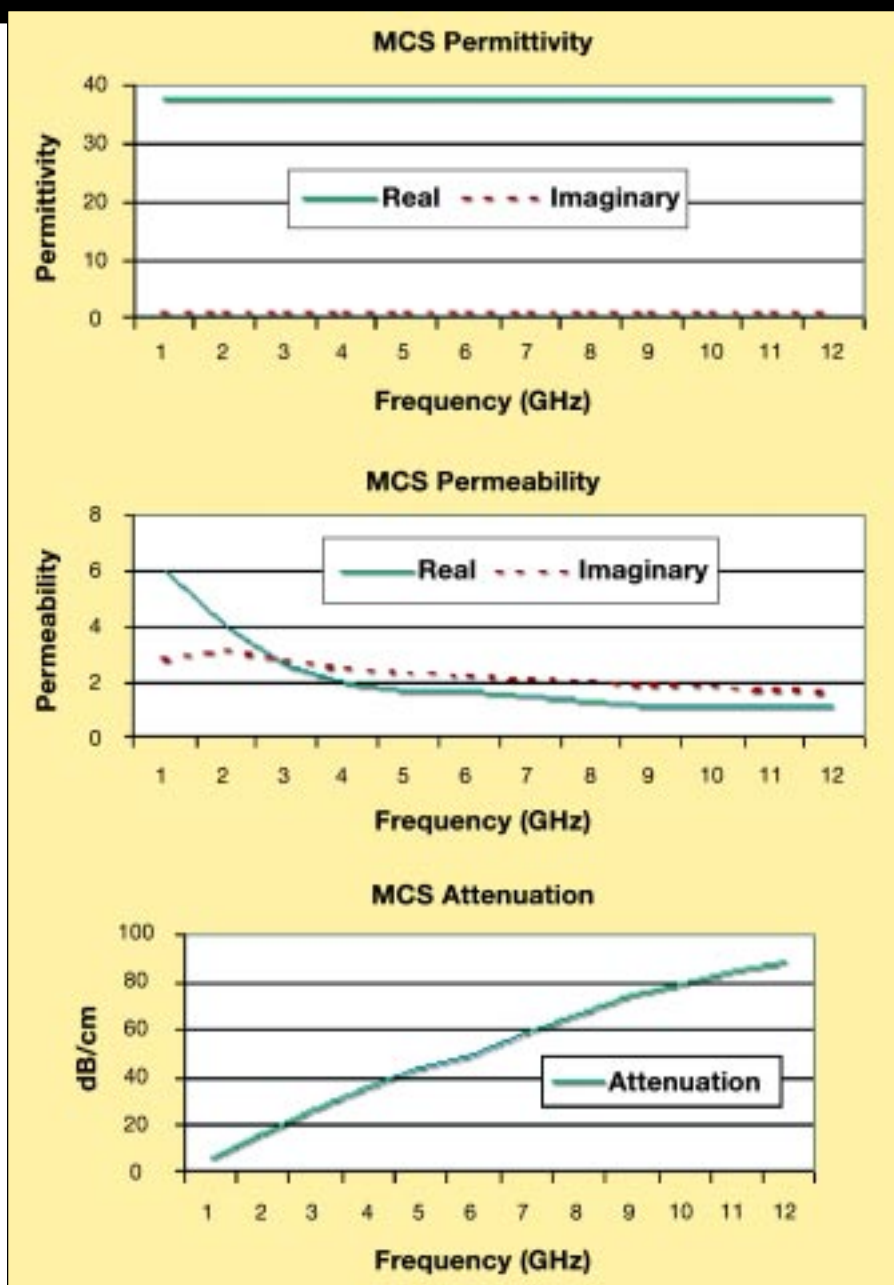 MCS Permittivity
40
30
20
10
0
Permittivity
Real Imaginary
1 2 3 4 5 6 7 8 9 10 11 12
Frequency (GHz)
MCS Permeability
8
6
4
2
0
Permeability
Real Imaginary
1 2 3 4 5 6 7 8 9 10 11 12
Frequency (GHz)
MCS Attenuation
100
80
60
40
20
0
dB/cm
Attenuation
1 2 3 4 5 6 7 8 9 10 11 12
Frequency (GHz)